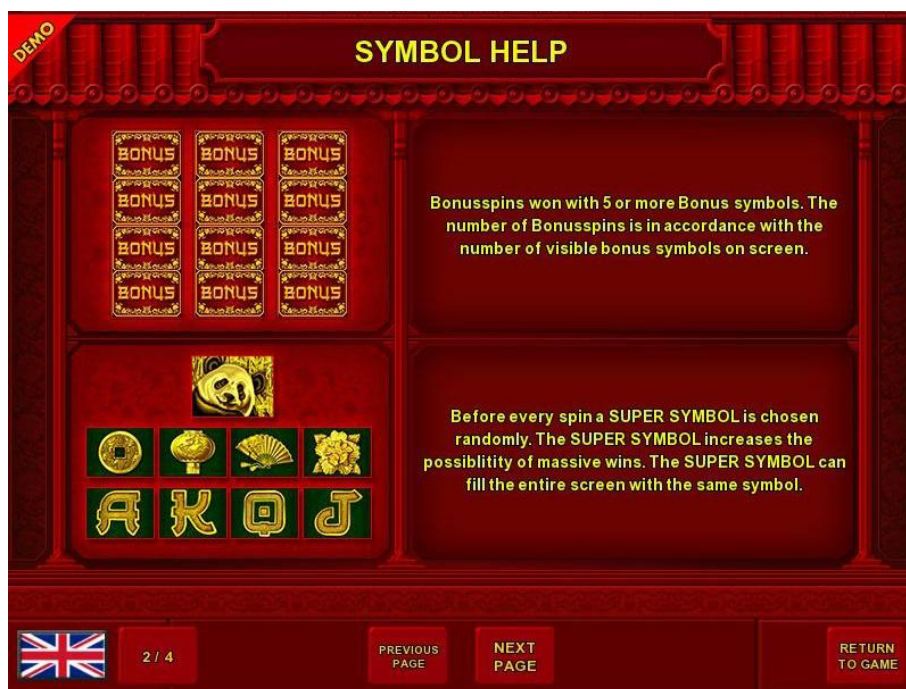 DEMO
SYMBOL HELP
BONUS BONUS BONUS
BONUS BONUS BONUS
BONUS BONUS BONUS
BONUS BONUS BONUS
Bonusspins won with 5 or more Bonus symbols. The
number of Bonusspins is in accordance with the
number of visible bonus symbols on screen.
A K Q J
Before every spin a SUPER SYMBOL is chosen
randomly. The SUPER SYMBOL increases the
possiblitity of massive wins. The SUPER SYMBOL can
fill the entire screen with the same symbol.
2 / 4
PREVIOUS
PAGE
NEXT
PAGE
RETURN
TO GAME